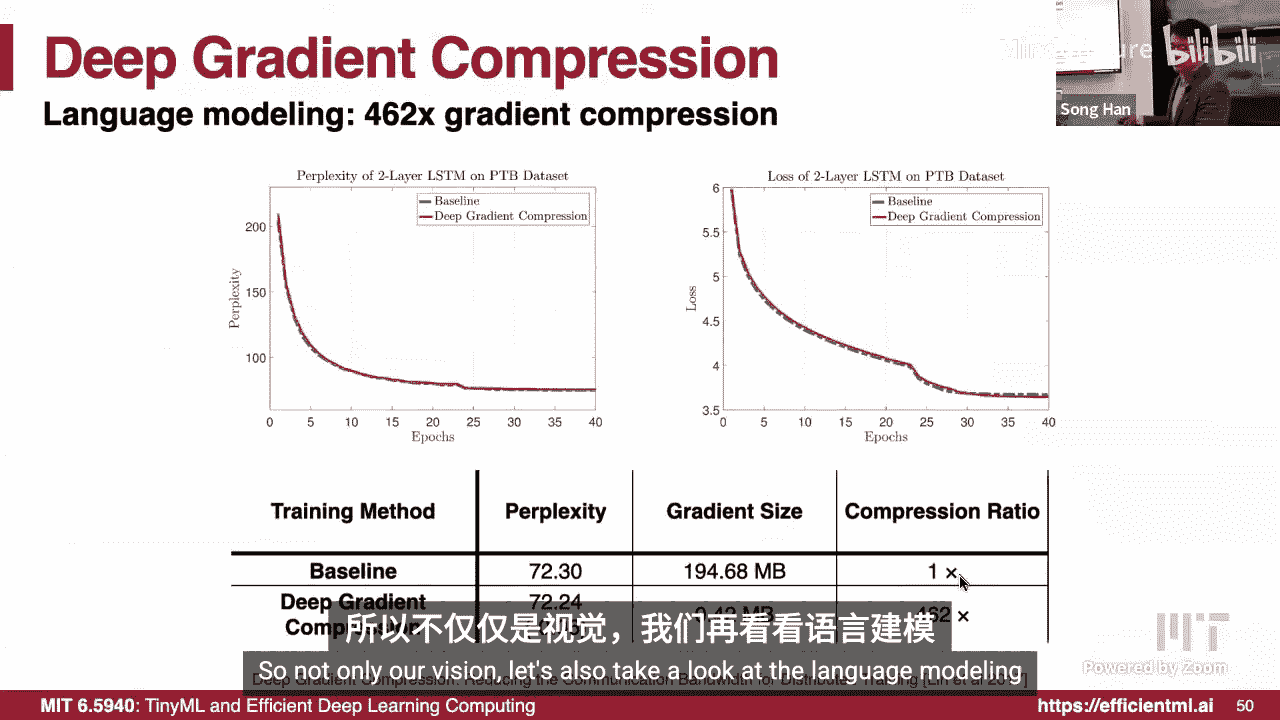 Deep Gradient Compression
Language modeling: 462x gradient compression
Song Han
Perplexity of 2-Layer LSTM on PTB Dataset
Baseline
Deep Gradient Compression
200
150
100
Perplexity
0 5 10 15 20 25 30 35 40
Epochs
Loss of 2-Layer LSTM on PTB Dataset
Baseline
Deep Gradient Compression
6
5.5
5
4.5
4
3.5
Loss
0 5 10 15 20 25 30 35 40
Epochs
Training Method Perplexity Gradient Size Compression Ratio
Baseline 72.30 194.68 MB 1 ×
Deep Gradient 72.24 MB 462 ×
所以不仅仅是视觉，我们再看看语言建模
So not only our vision, let's also take a look at the language modeling
MIT
Powered by Zoom
MIT 6.5940: TinyML and Efficient Deep Learning Computing
https://efficientml.ai 50